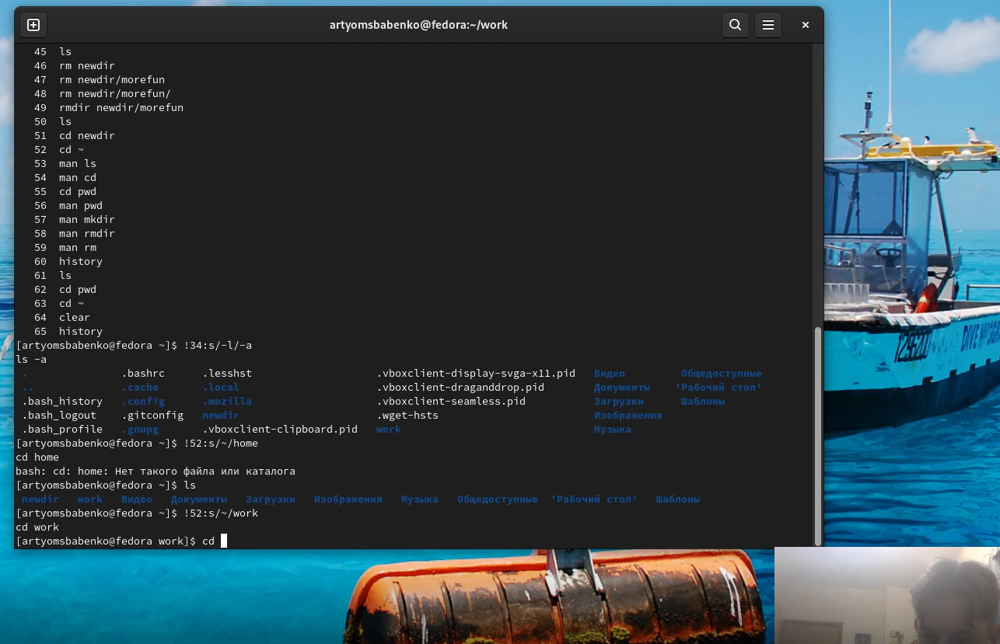 artyomsbabenko@fedora:~/work
45 ls
46 rm newdir
47 rm newdir/morefun
48 rm newdir/morefun/
49 rmdir newdir/morefun
50 ls
51 cd newdir
52 cd ~
53 man ls
54 man cd
55 cd pwd
56 man pwd
57 man mkdir
58 man rmdir
59 man rm
60 history
61 ls
62 cd pwd
63 cd ~
64 clear
65 history
[artyomsbabenko@fedora ~]$ !34:s/-l/-a
ls -a
. .bashrc .lesshst .vboxclient-display-svga-x11.pid Видео Общедоступные
.. .cache .local .vboxclient-draganddrop.pid Документы 'Рабочий стол'
.bash_history .config .mozilla .vboxclient-seamless.pid Загрузки Шаблоны
.bash_logout .gitconfig newdir .wget-hsts Изображения
.bash_profile .gnupg .vboxclient-clipboard.pid work Музыка
[artyomsbabenko@fedora ~]$ !52:s/~/home
cd home
bash: cd: home: Нет такого файла или каталога
[artyomsbabenko@fedora ~]$ ls
newdir work Видео Документы Загрузки Изображения Музыка Общедоступные 'Рабочий стол' Шаблоны
[artyomsbabenko@fedora ~]$ !52:s/~/work
cd work
[artyomsbabenko@fedora work]$ cd